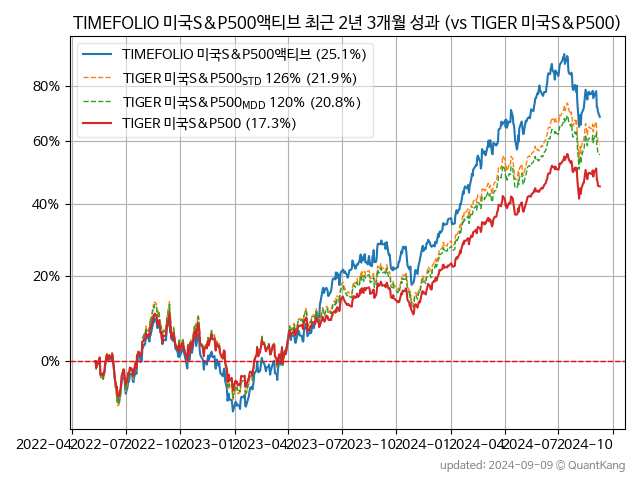 TIMEFOLIO 미국S&P500액티브 최근 2년 3개월 성과 (vs TIGER 미국S&P500)
TIMEFOLIO 미국S&P500액티브 (25.1%)
TIGER 미국S&P500STD 126% (21.9%)
TIGER 미국S&P500MDD 120% (20.8%)
TIGER 미국S&P500 (17.3%)
80%
60%
40%
20%
0%
2022-04 2022-07 2022-10 2023-01 2023-04 2023-07 2023-10 2024-01 2024-04 2024-07 2024-10
updated: 2024-09-09 © QuantKang